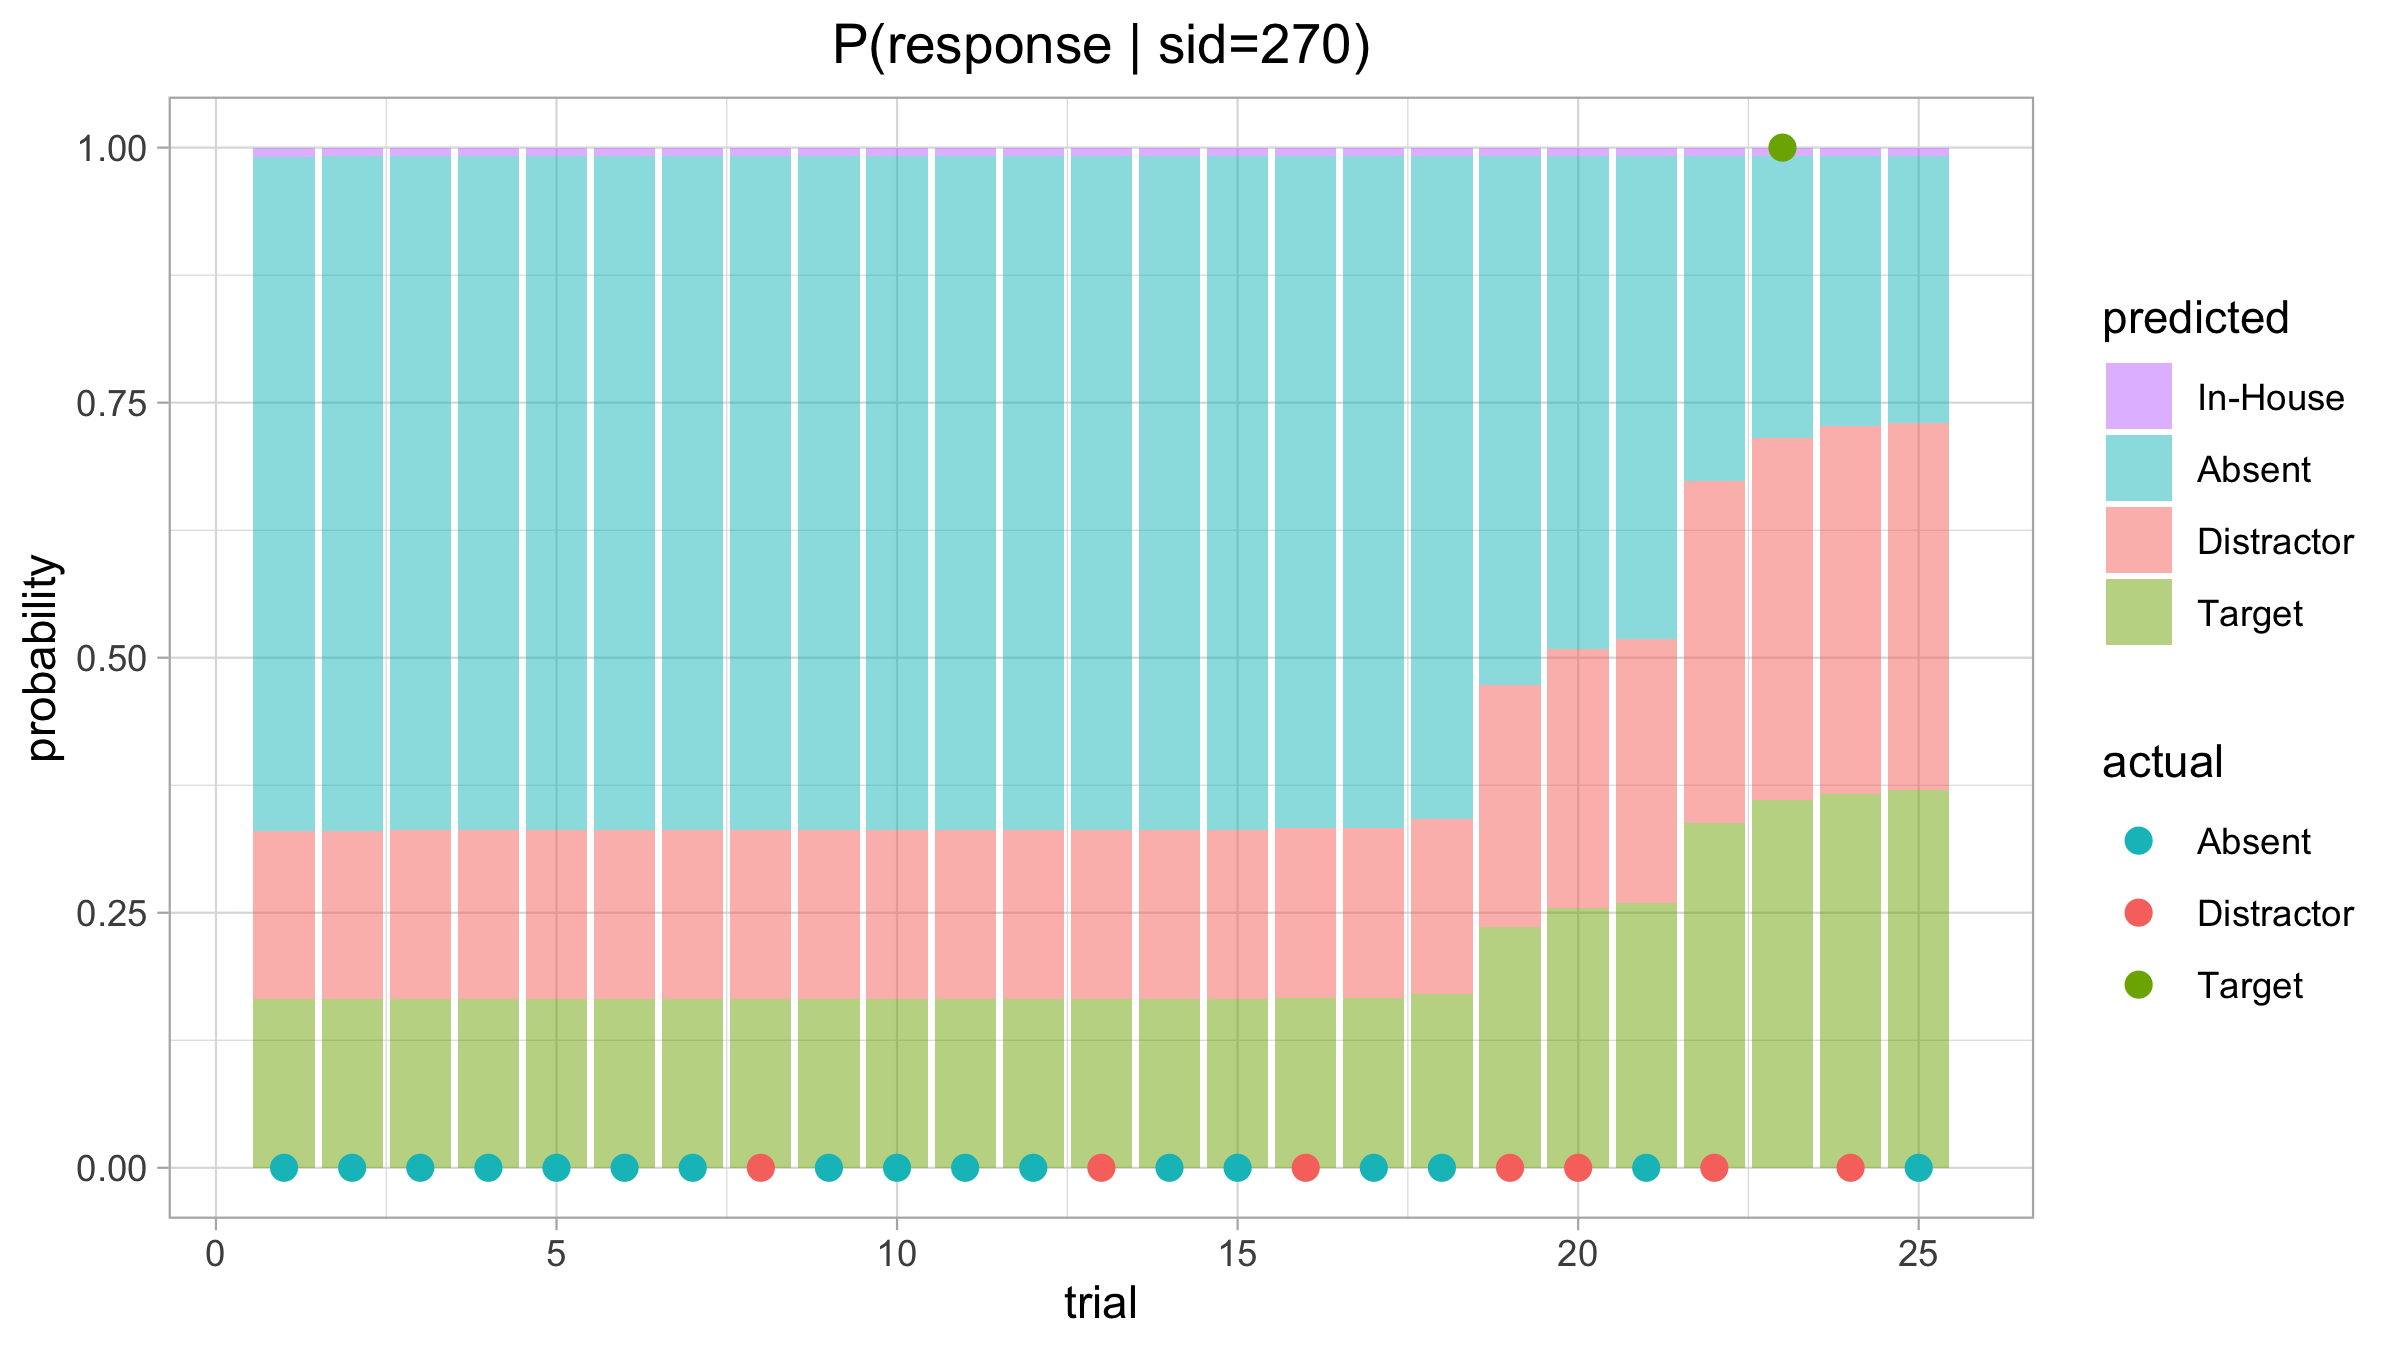 P(response | sid=270)
probability
1.00
0.75
0.50
0.25
0.00
0
5
10
15
20
25
trial
predicted
In-House
Absent
Distractor
Target
actual
Absent
Distractor
Target